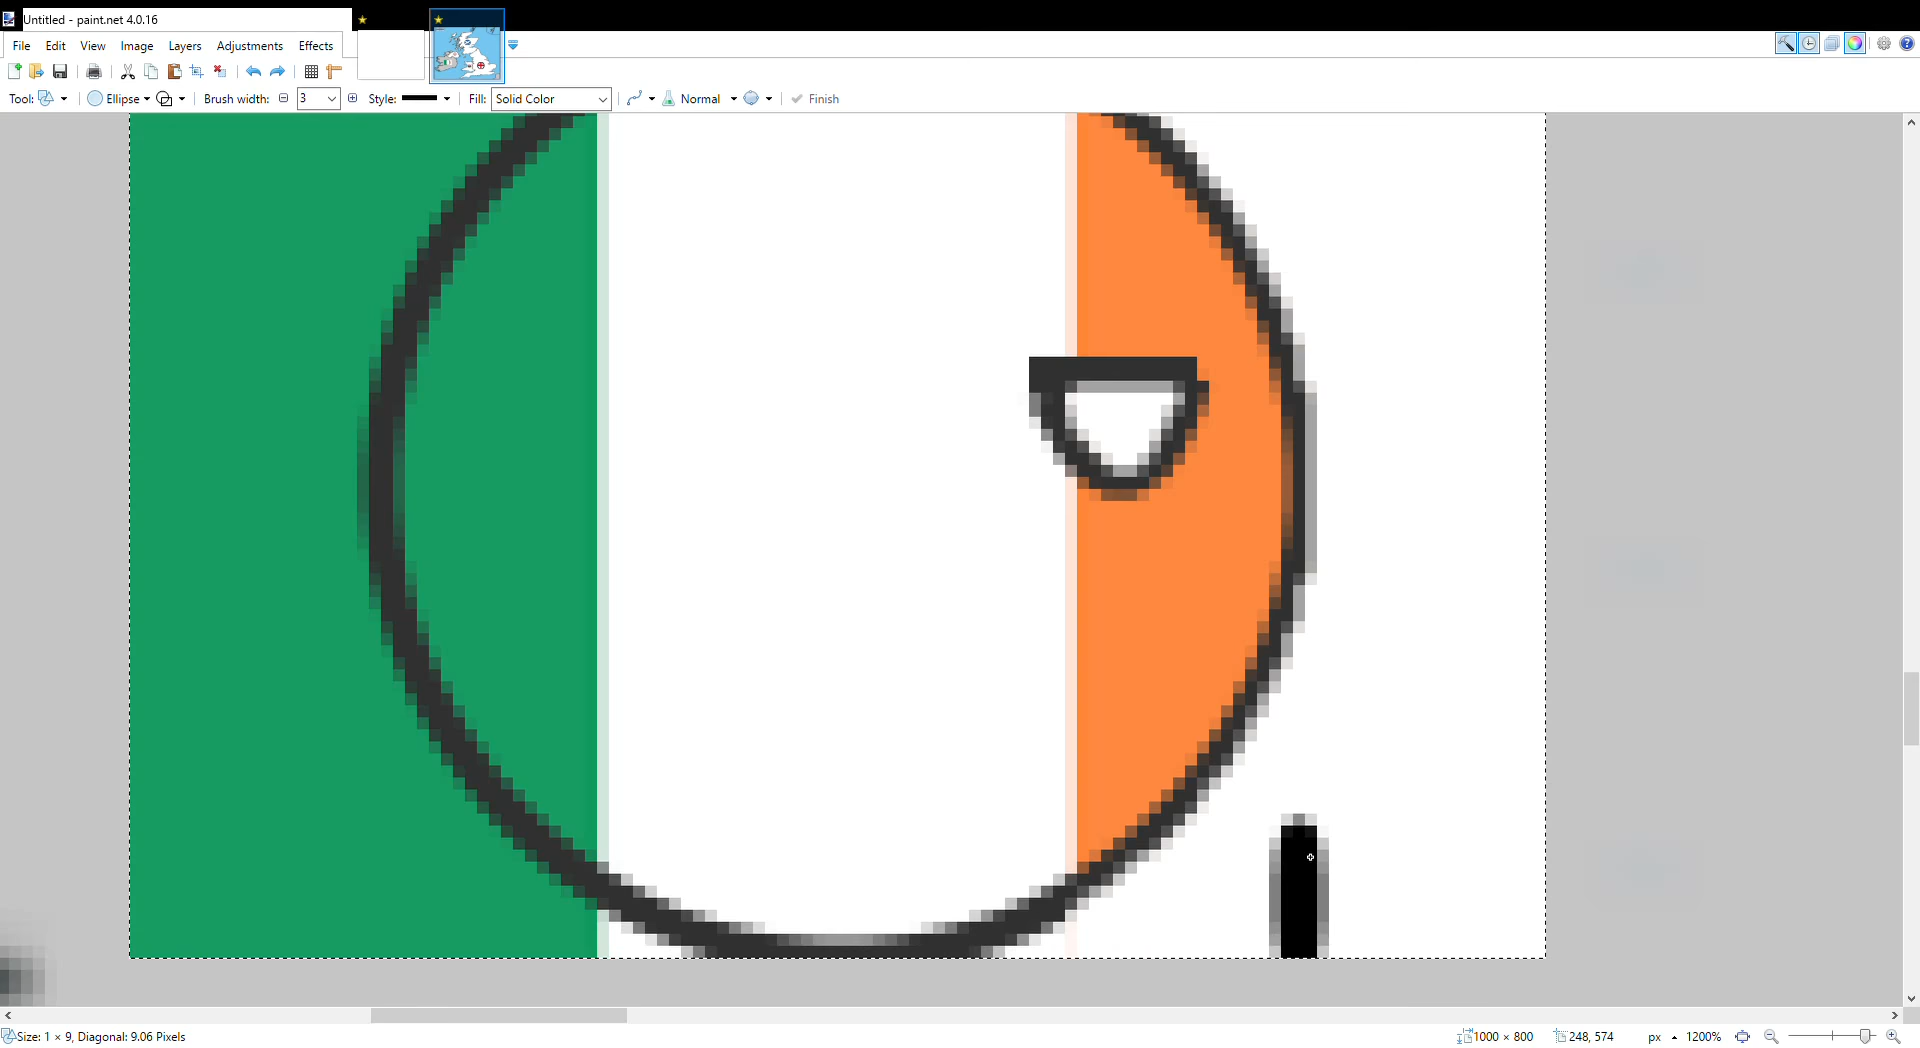 Untitled - paint.net 4.0.16
File Edit View Image Layers Adjustments Effects
Tool: Ellipse Brush width: 3 Style: Fill: Solid Color Normal Finish
Size: 1 × 9, Diagonal: 9.06 Pixels 1000 × 800 248, 574 px 1200%